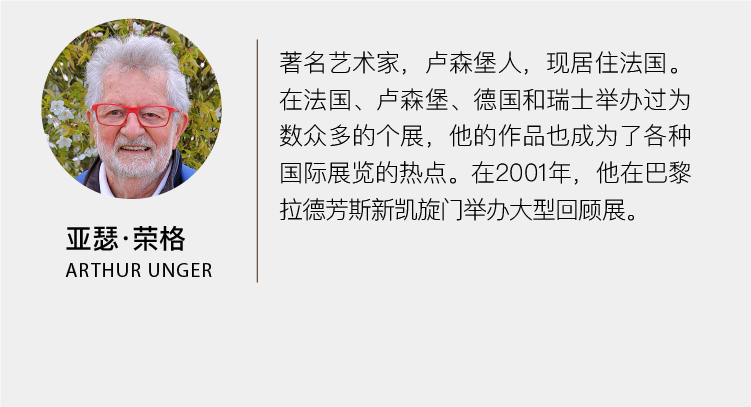 亚瑟·荣格
ARTHUR UNGER
著名艺术家，卢森堡人，现居住法国。
在法国、卢森堡、德国和瑞士举办过为
数众多的个展，他的作品也成为了各种
国际展览的热点。在2001年，他在巴黎
拉德芳斯新凯旋门举办大型回顾展。